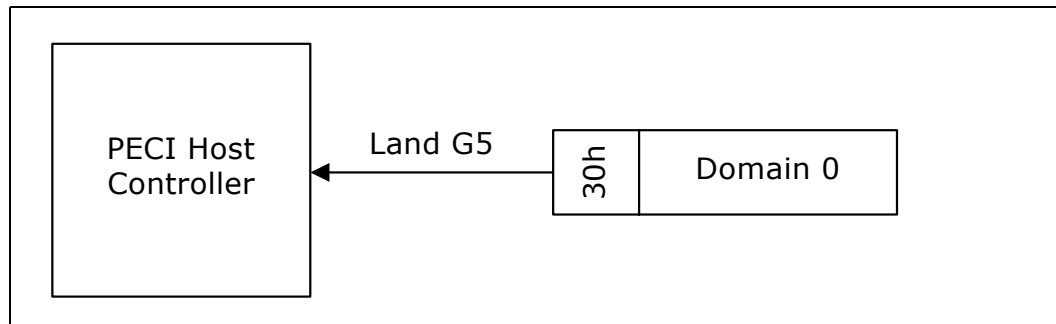 PECI Host
Controller
Land G5
30h
Domain 0